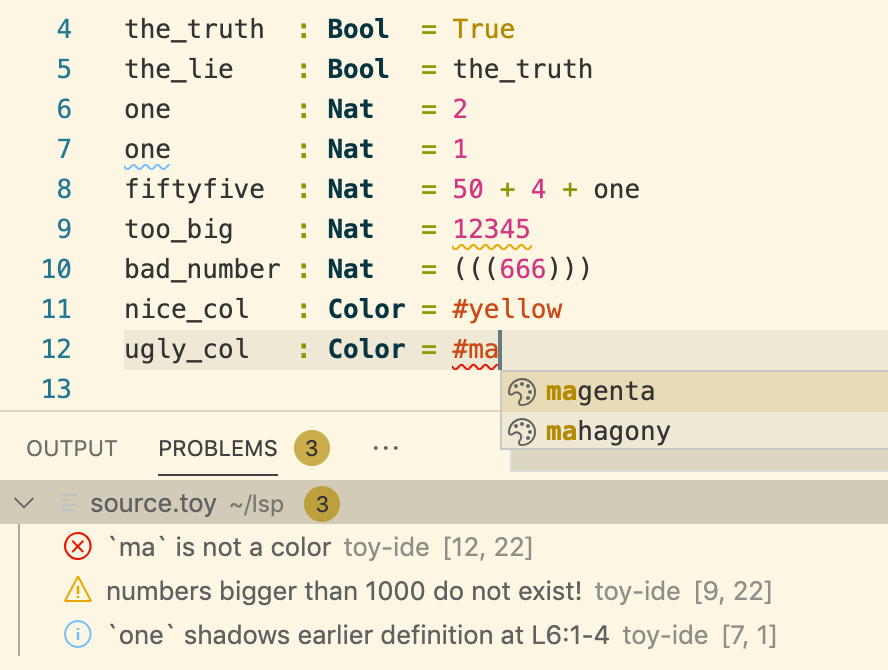 4 the_truth : Bool = True
5 the_lie : Bool = the_truth
6 one : Nat = 2
7 one : Nat = 1
8 fiftyfive : Nat = 50 + 4 + one
9 too_big : Nat = 12345
10 bad_number : Nat = (((666)))
11 nice_col : Color = #yellow
12 ugly_col : Color = #ma
13
magenta
mahagony
OUTPUT PROBLEMS 3 ...
source.toy ~/lsp 3
`ma` is not a color toy-ide [12, 22]
numbers bigger than 1000 do not exist! toy-ide [9, 22]
`one` shadows earlier definition at L6:1-4 toy-ide [7, 1]